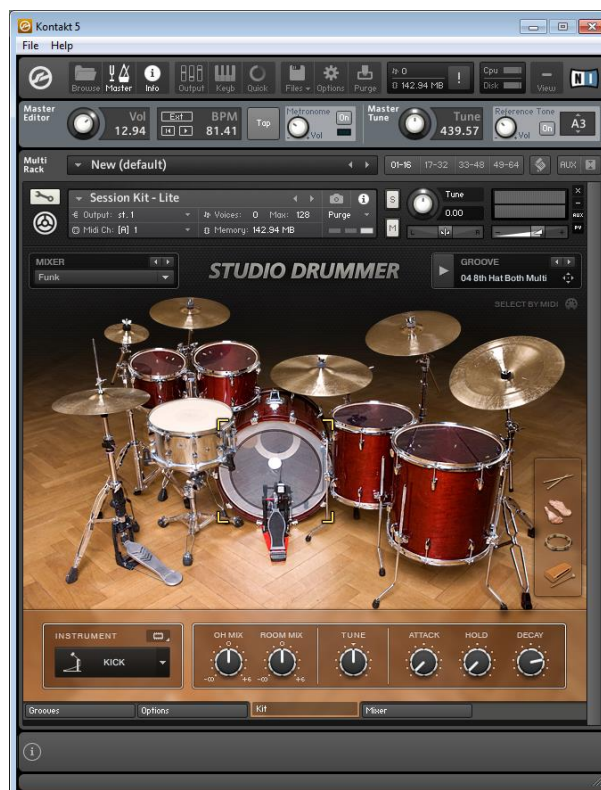 Kontakt 5
File Help
Browse Master Info Output Keyb Quick Files Options Purge
0
142.94 MB
!
Cpu
Disk
View
NI
Master Editor
Vol
12.94
Ext
BPM
81.41
Tap
Metronome
On
Vol
Master Tune
Tune
439.57
Reference Tone
Vol
On
A3
Multi Rack
New (default)
01-16 17-32 33-48 49-64
AUX
Session Kit - Lite
Output: st. 1
Voices: 0 Max: 128
Purge
Midi Ch: [A] 1
Memory: 142.94 MB
S
M
Tune
0.00
L R
AUX
PV
MIXER
Funk
STUDIO DRUMMER
GROOVE
04 8th Hat Both Multi
SELECT BY MIDI
INSTRUMENT
KICK
OH MIX ROOM MIX TUNE ATTACK HOLD DECAY
0 0
-∞ +6 -∞ +6
Grooves Options Kit Mixer